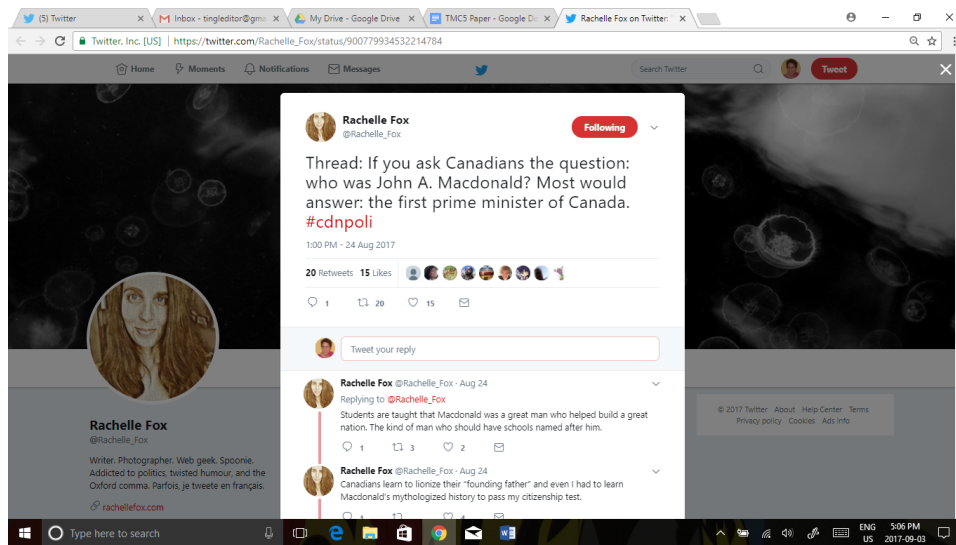 (5) Twitter
M Inbox - tingleditor@gma
My Drive - Google Drive
TMC5 Paper - Google Do
Rachelle Fox on Twitter:
Twitter, Inc. [US] | https://twitter.com/Rachelle_Fox/status/900779934532214784
Home Moments Notifications Messages Search Twitter Tweet
Rachelle Fox
@Rachelle_Fox
Following
Thread: If you ask Canadians the question:
who was John A. Macdonald? Most would
answer: the first prime minister of Canada.
#cdnpoli
1:00 PM - 24 Aug 2017
20 Retweets 15 Likes
1 20 15
Tweet your reply
Rachelle Fox @Rachelle_Fox · Aug 24
Replying to @Rachelle_Fox
Students are taught that Macdonald was a great man who helped build a great
nation. The kind of man who should have schools named after him.
1 3 2
Rachelle Fox @Rachelle_Fox · Aug 24
Canadians learn to lionize their "founding father" and even I had to learn
Macdonald's mythologized history to pass my citizenship test.
1 4
Rachelle Fox
@Rachelle_Fox
Writer. Photographer. Web geek. Spoonie.
Addicted to politics, twisted humour, and the
Oxford comma. Parfois, je tweete en français.
rachellefox.com
© 2017 Twitter About Help Center Terms
Privacy policy Cookies Ads info
Type here to search
ENG
US
5:06 PM
2017-09-03